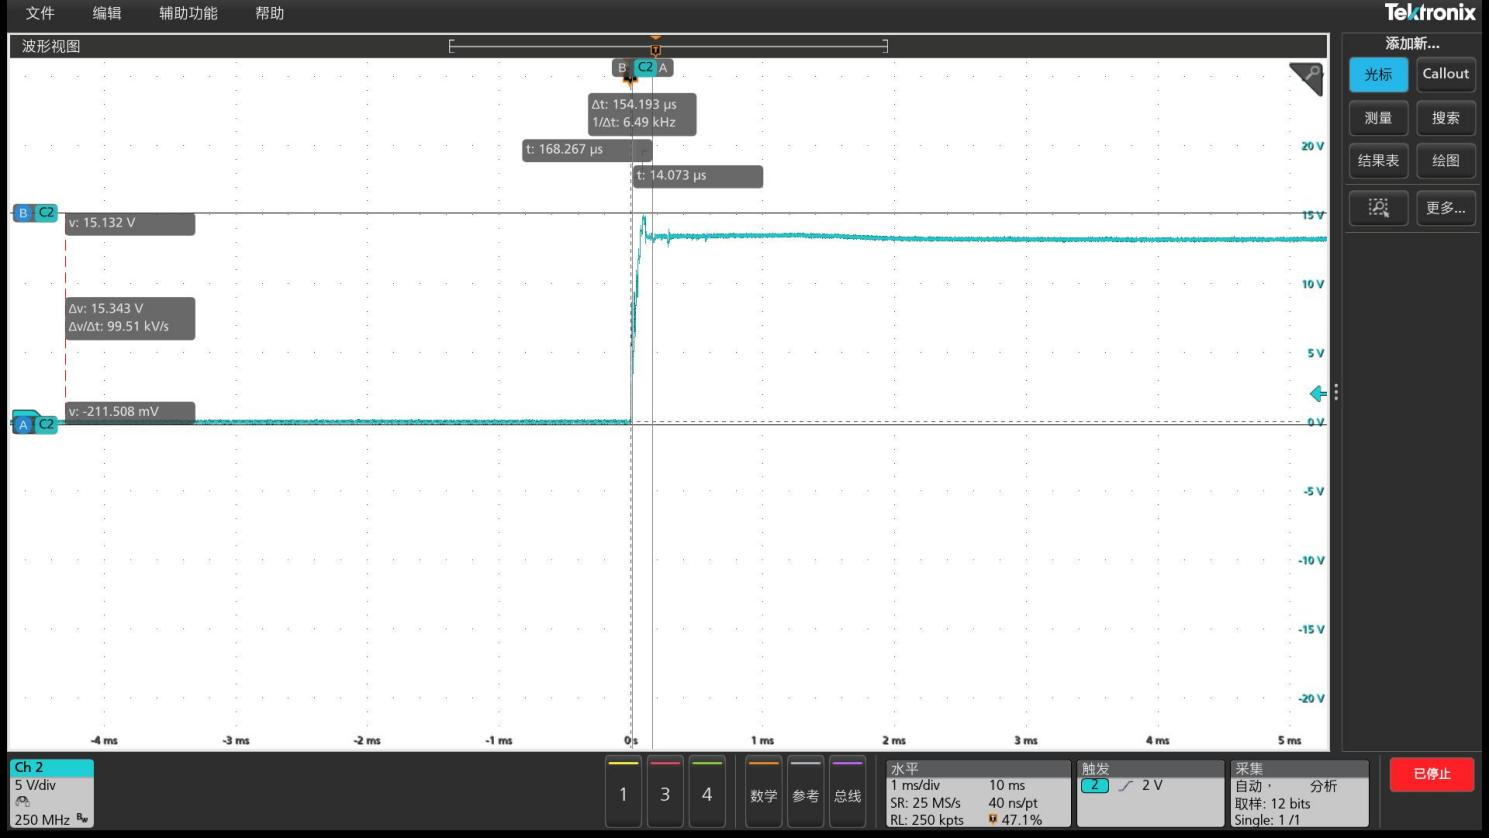 文件 编辑 辅助功能 帮助
Tektronix
波形视图
添加新...
光标 Callout
测量 搜索
结果表 绘图
更多...
B C2 A
Δt: 154.193 μs
1/Δt: 6.49 kHz
t: 168.267 μs
t: 14.073 μs
20 V
B C2
v: 15.132 V
15 V
10 V
Δv: 15.343 V
Δv/Δt: 99.51 kV/s
5 V
v: -211.508 mV
A C2
0 V
-5 V
-10 V
-15 V
-20 V
-4 ms -3 ms -2 ms -1 ms 0 s 1 ms 2 ms 3 ms 4 ms 5 ms
Ch 2
5 V/div
250 MHz Bw
1 3 4 数学 参考 总线
水平
1 ms/div 10 ms
SR: 25 MS/s 40 ns/pt
RL: 250 kpts 47.1%
触发
2 2 V
采集
自动, 分析
取样: 12 bits
Single: 1 /1
已停止